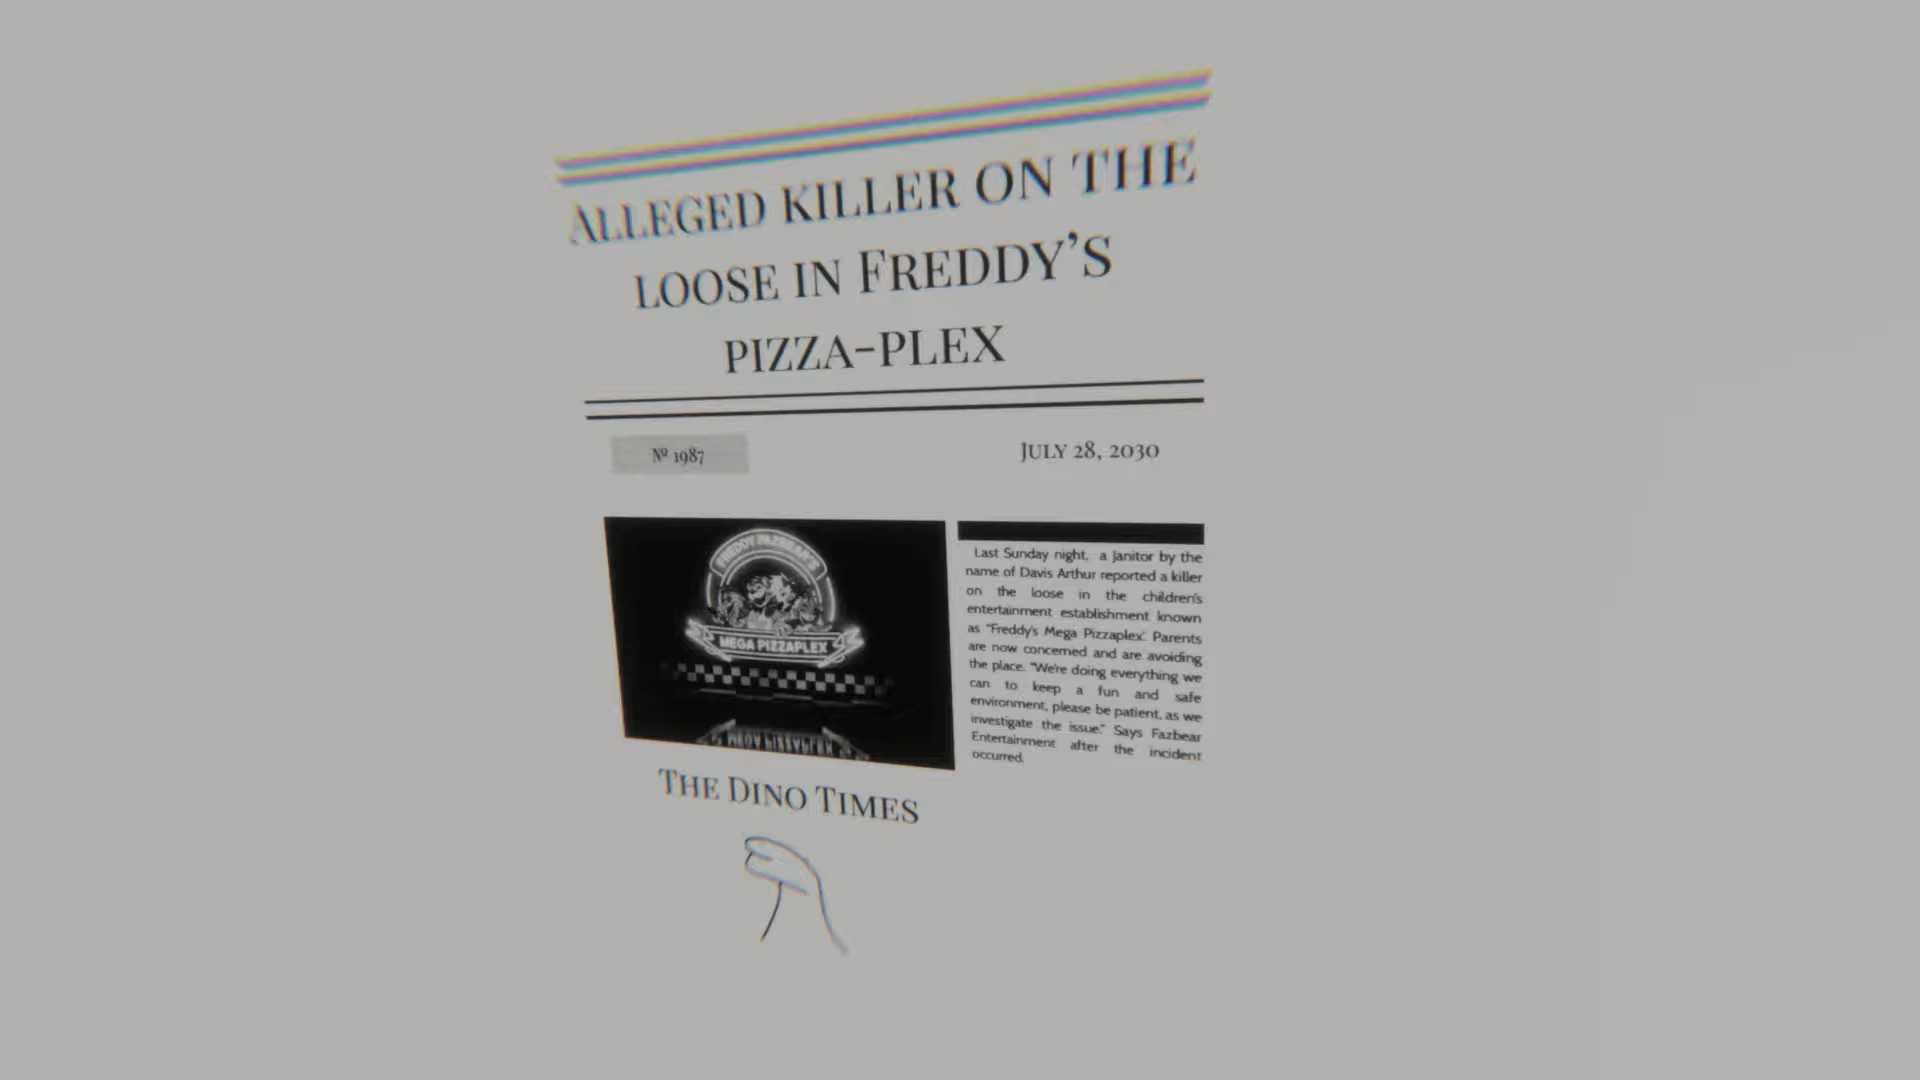 ALLEGED KILLER ON THE
LOOSE IN FREDDY'S
PIZZA-PLEX
Nº 1987
JULY 28, 2030
FREDDY FAZBEAR'S
MEGA PIZZAPLEX
Last Sunday night, a Janitor by the
name of Davis Arthur reported a killer
on the loose in the children's
entertainment establishment known
as "Freddy's Mega Pizzaplex". Parents
are now concerned and are avoiding
the place. "We're doing everything we
can to keep a fun and safe
environment, please be patient, as we
investigate the issue." Says Fazbear
Entertainment after the incident
occurred.
THE DINO TIMES